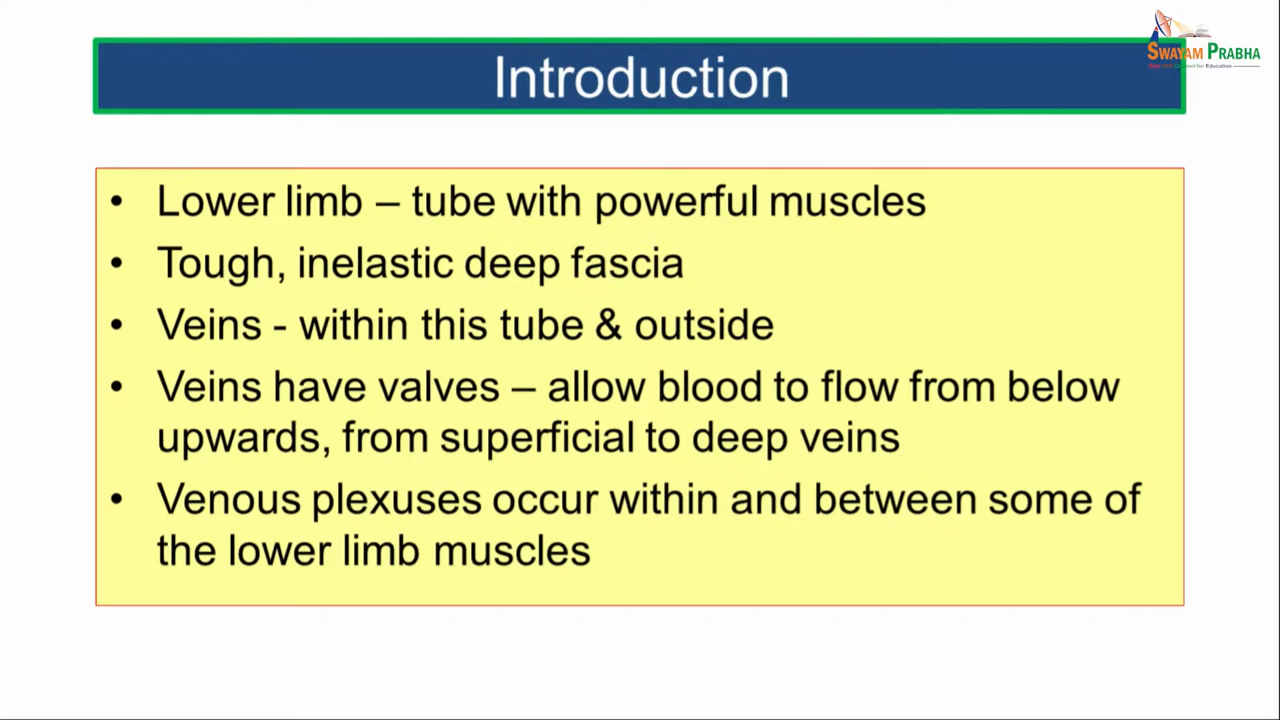 SWAYAM PRABHA
Introduction
• Lower limb – tube with powerful muscles
• Tough, inelastic deep fascia
• Veins - within this tube & outside
• Veins have valves – allow blood to flow from below
upwards, from superficial to deep veins
• Venous plexuses occur within and between some of
the lower limb muscles